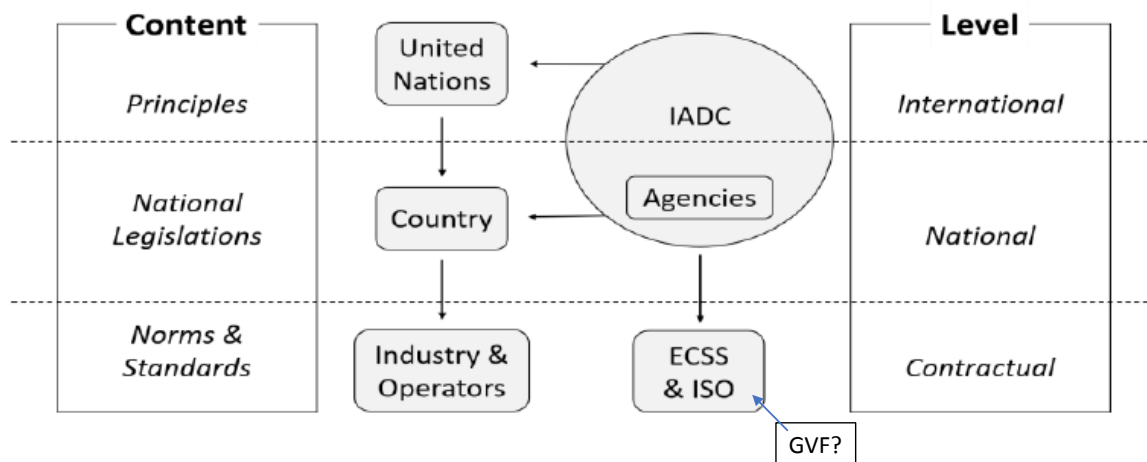 Content
Principles
National
Legislations
Norms &
Standards
United
Nations
Country
Industry &
Operators
IADC
Agencies
ECSS
& ISO
GVF?
Level
International
National
Contractual